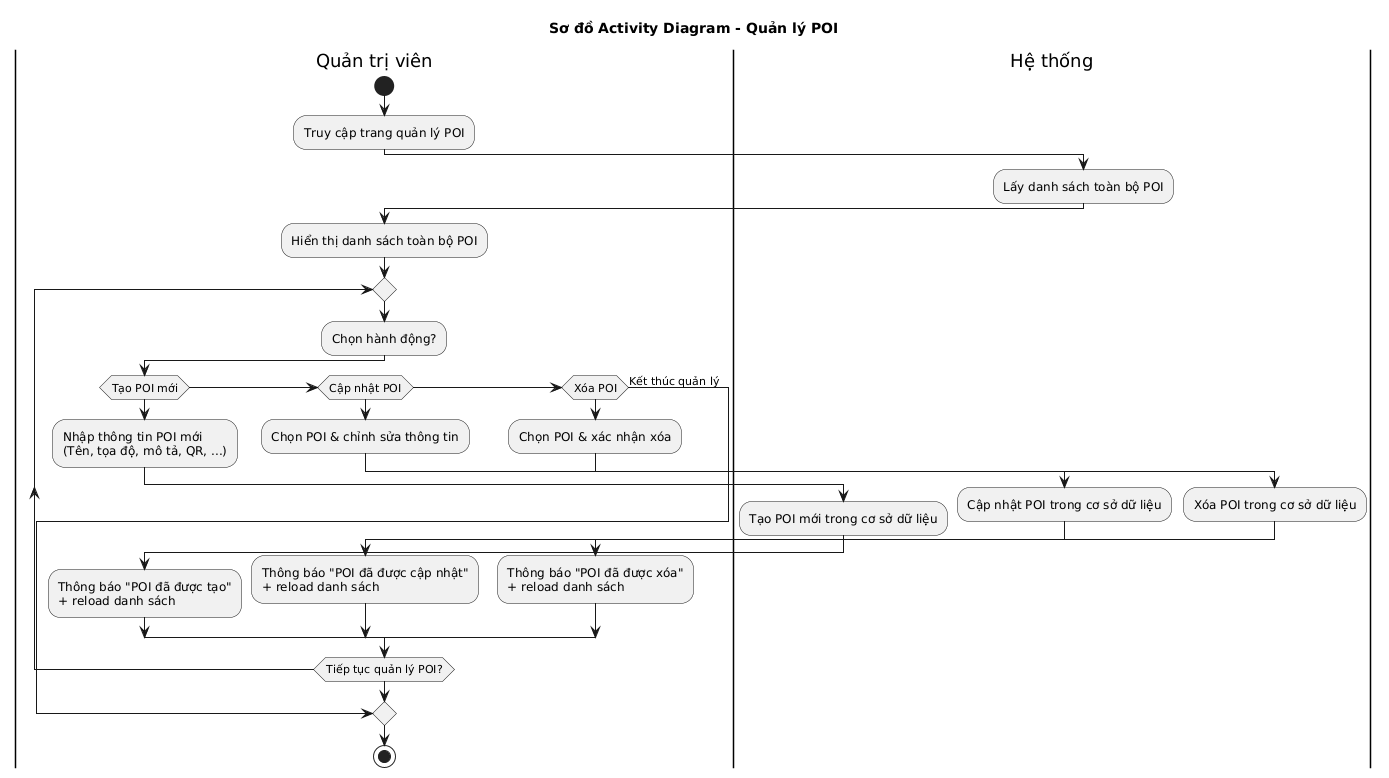 Sơ đồ Activity Diagram - Quản lý POI
Quản trị viên
Hệ thống
Truy cập trang quản lý POI
Lấy danh sách toàn bộ POI
Hiển thị danh sách toàn bộ POI
Chọn hành động?
Tạo POI mới
Cập nhật POI
Xóa POI
Kết thúc quản lý
Nhập thông tin POI mới
(Tên, tọa độ, mô tả, QR, ...)
Chọn POI & chỉnh sửa thông tin
Chọn POI & xác nhận xóa
Tạo POI mới trong cơ sở dữ liệu
Cập nhật POI trong cơ sở dữ liệu
Xóa POI trong cơ sở dữ liệu
Thông báo "POI đã được tạo"
+ reload danh sách
Thông báo "POI đã được cập nhật"
+ reload danh sách
Thông báo "POI đã được xóa"
+ reload danh sách
Tiếp tục quản lý POI?